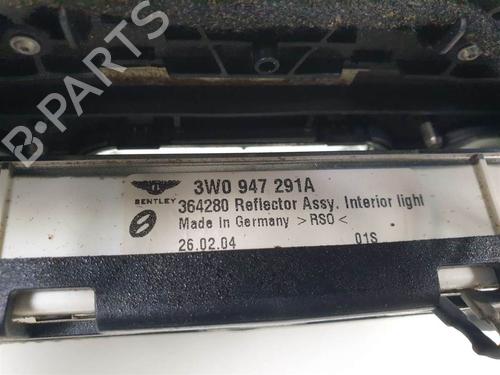 B-PARTS
BENTLEY
3W0 947 291A
364280 Reflector Assy. Interior light
Made in Germany >RSO<
26.02.04 01S